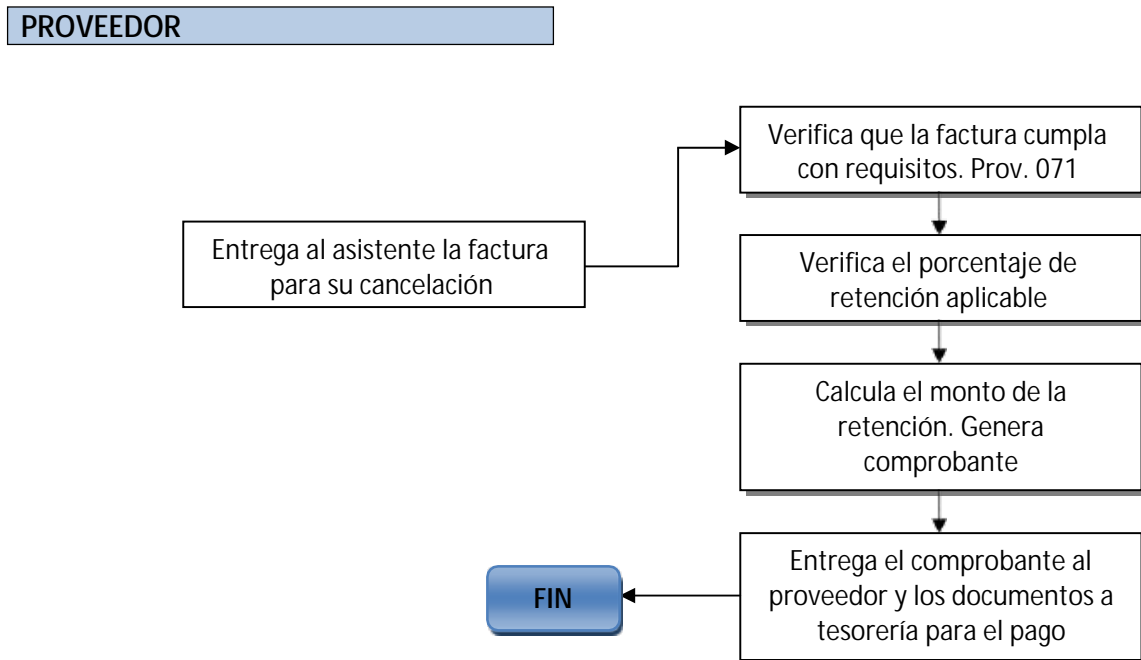 PROVEEDOR
Entrega al asistente la factura
para su cancelación
Verifica que la factura cumpla
con requisitos. Prov. 071
Verifica el porcentaje de
retención aplicable
Calcula el monto de la
retención. Genera
comprobante
Entrega el comprobante al
proveedor y los documentos a
tesorería para el pago
FIN